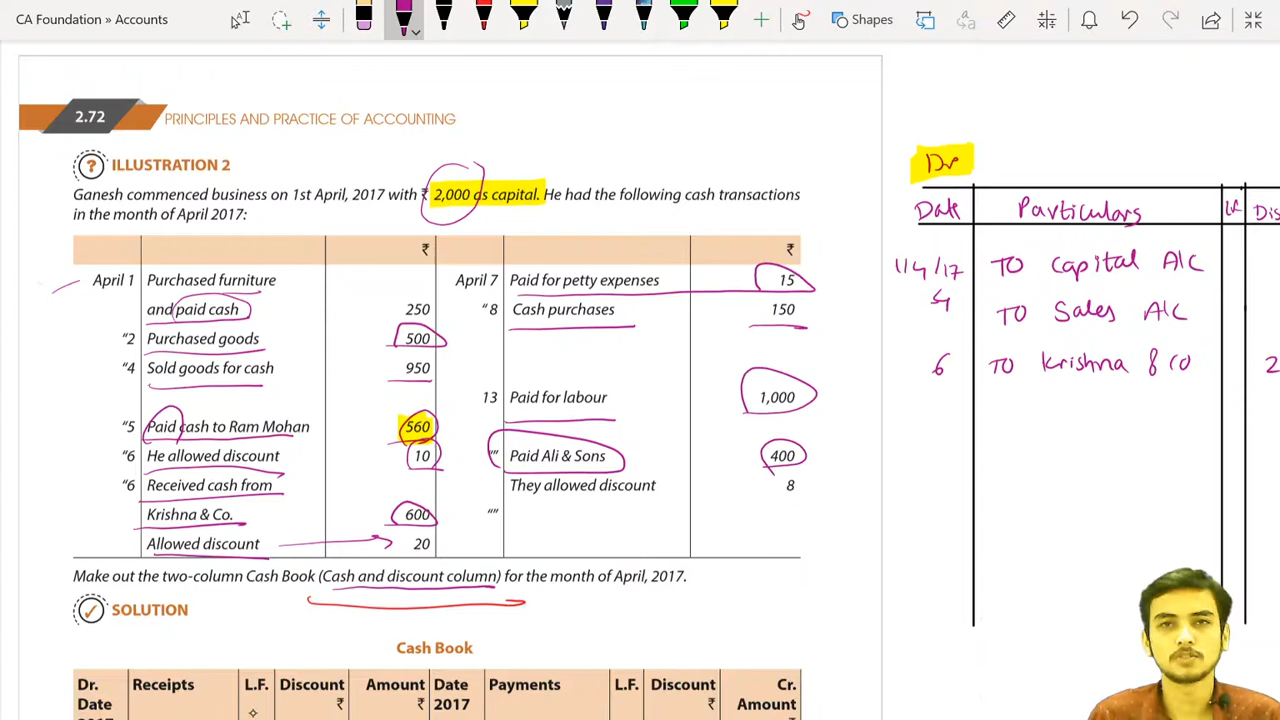 CA Foundation » Accounts
Shapes
2.72 PRINCIPLES AND PRACTICE OF ACCOUNTING
? ILLUSTRATION 2
Ganesh commenced business on 1st April, 2017 with ₹ 2,000 as capital. He had the following cash transactions
in the month of April 2017:
₹ ₹
April 1 Purchased furniture April 7 Paid for petty expenses 15
and paid cash 250 "8 Cash purchases 150
"2 Purchased goods 500
"4 Sold goods for cash 950
13 Paid for labour 1,000
"5 Paid cash to Ram Mohan 560
"6 He allowed discount 10 "" Paid Ali & Sons 400
"6 Received cash from They allowed discount 8
Krishna & Co. 600 ""
Allowed discount 20
Make out the two-column Cash Book (Cash and discount column) for the month of April, 2017.
SOLUTION
Cash Book
Dr. Receipts L.F. Discount Amount Date Payments L.F. Discount Cr.
Date ₹ ₹ 2017 ₹ Amount
2017 ₹
Dr
Date Particulars LF Dis
1/4/17 TO Capital A/C
4 TO Sales A/C
6 TO Krishna & CO 2